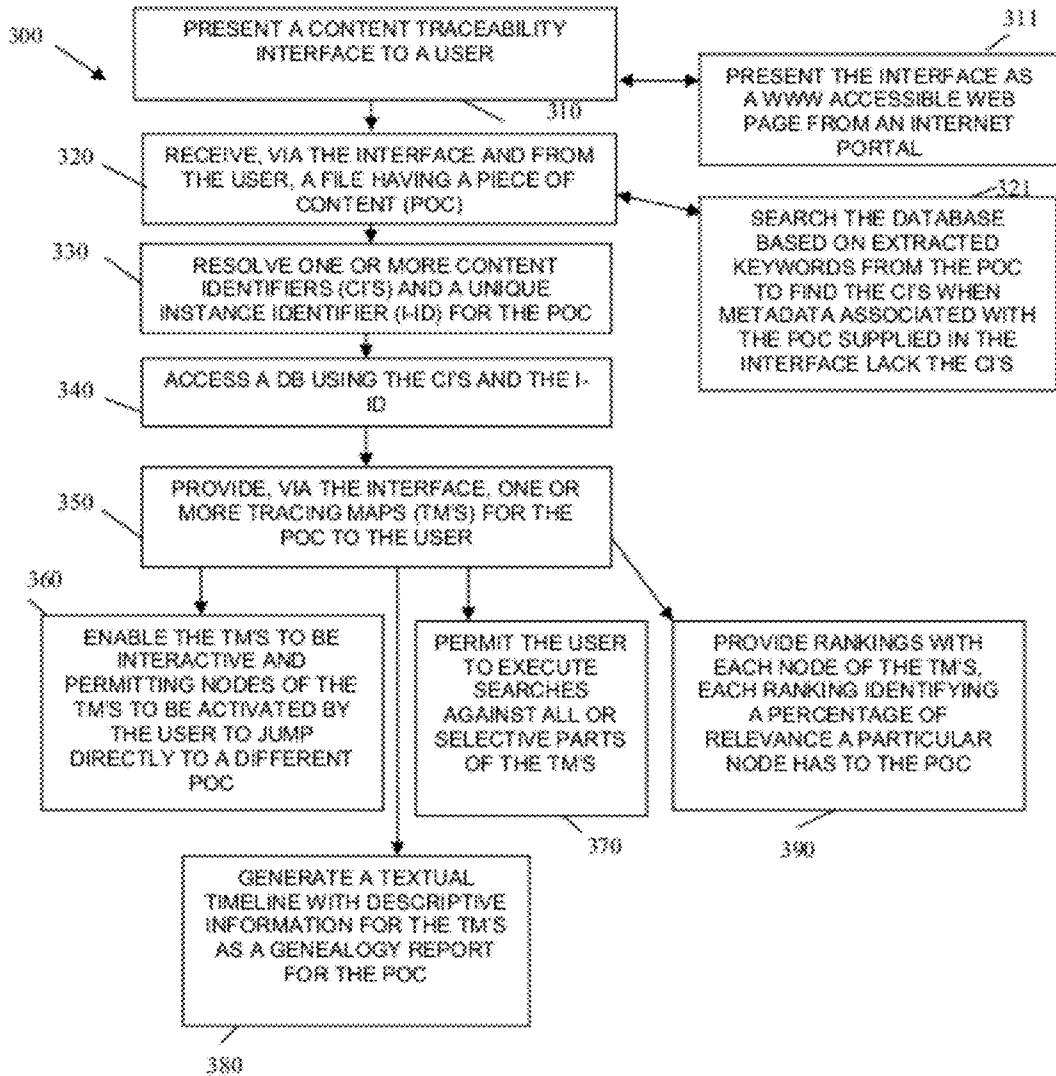 300
PRESENT A CONTENT TRACEABILITY
INTERFACE TO A USER
310
311
PRESENT THE INTERFACE AS
A WWW ACCESSIBLE WEB
PAGE FROM AN INTERNET
PORTAL
320
RECEIVE, VIA THE INTERFACE AND FROM
THE USER, A FILE HAVING A PIECE OF
CONTENT (POC)
321
SEARCH THE DATABASE
BASED ON EXTRACTED
KEYWORDS FROM THE POC
TO FIND THE CI'S WHEN
METADATA ASSOCIATED WITH
THE POC SUPPLIED IN THE
INTERFACE LACK THE CI'S
330
RESOLVE ONE OR MORE CONTENT
IDENTIFIERS (CI'S) AND A UNIQUE
INSTANCE IDENTIFIER (I-ID) FOR THE POC
340
ACCESS A DB USING THE CI'S AND THE I-
ID
350
PROVIDE, VIA THE INTERFACE, ONE OR
MORE TRACING MAPS (TM'S) FOR THE
POC TO THE USER
360
ENABLE THE TM'S TO BE
INTERACTIVE AND
PERMITTING NODES OF THE
TM'S TO BE ACTIVATED BY
THE USER TO JUMP
DIRECTLY TO A DIFFERENT
POC
PERMIT THE USER
TO EXECUTE
SEARCHES
AGAINST ALL OR
SELECTIVE PARTS
OF THE TM'S
370
PROVIDE RANKINGS WITH
EACH NODE OF THE TM'S,
EACH RANKING IDENTIFYING
A PERCENTAGE OF
RELEVANCE A PARTICULAR
NODE HAS TO THE POC
390
GENERATE A TEXTUAL
TIMELINE WITH DESCRIPTIVE
INFORMATION FOR THE TM'S
AS A GENEALOGY REPORT
FOR THE POC
380